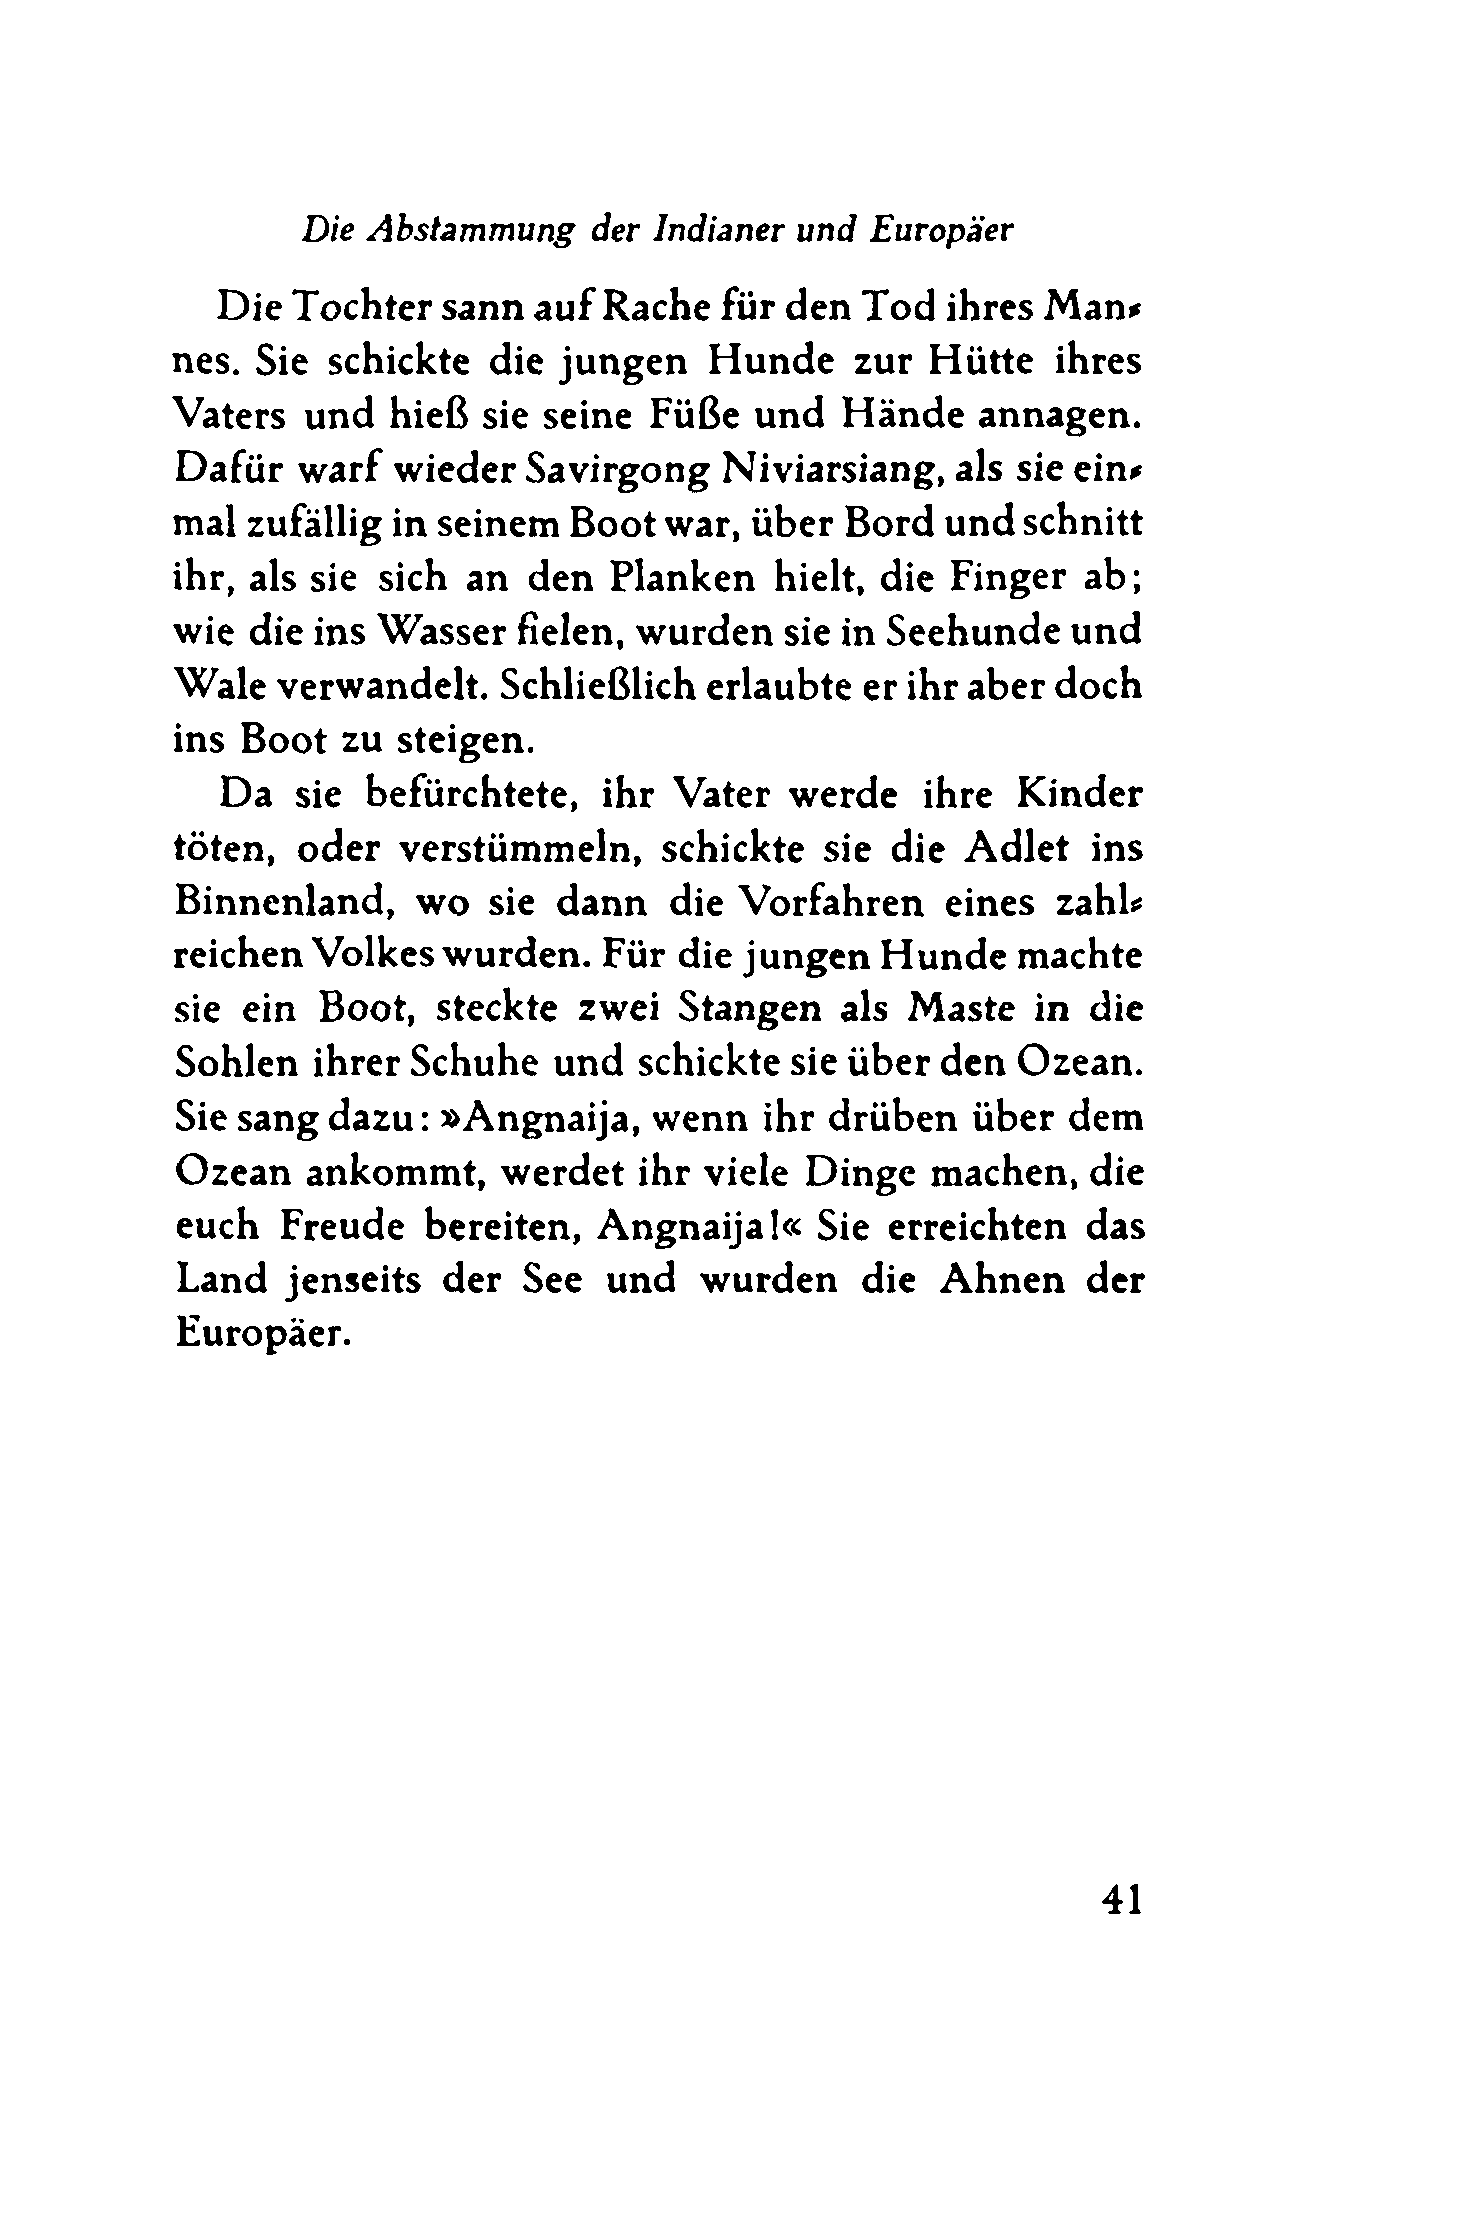 Die Abstammung der Indianer und Europäer
Die Tochter sann auf Rache für den Tod ihres Man-
nes. Sie schickte die jungen Hunde zur Hütte ihres
Vaters und hieß sie seine Füße und Hände annagen.
Dafür warf wieder Savirgong Niviarsiang, als sie ein-
mal zufällig in seinem Boot war, über Bord und schnitt
ihr, als sie sich an den Planken hielt, die Finger ab;
wie die ins Wasser fielen, wurden sie in Seehunde und
Wale verwandelt. Schließlich erlaubte er ihr aber doch
ins Boot zu steigen.
Da sie befürchtete, ihr Vater werde ihre Kinder
töten, oder verstümmeln, schickte sie die Adlet ins
Binnenland, wo sie dann die Vorfahren eines zahl-
reichen Volkes wurden. Für die jungen Hunde machte
sie ein Boot, steckte zwei Stangen als Maste in die
Sohlen ihrer Schuhe und schickte sie über den Ozean.
Sie sang dazu: »Angnaija, wenn ihr drüben über dem
Ozean ankommt, werdet ihr viele Dinge machen, die
euch Freude bereiten, Angnaija!« Sie erreichten das
Land jenseits der See und wurden die Ahnen der
Europäer.
41